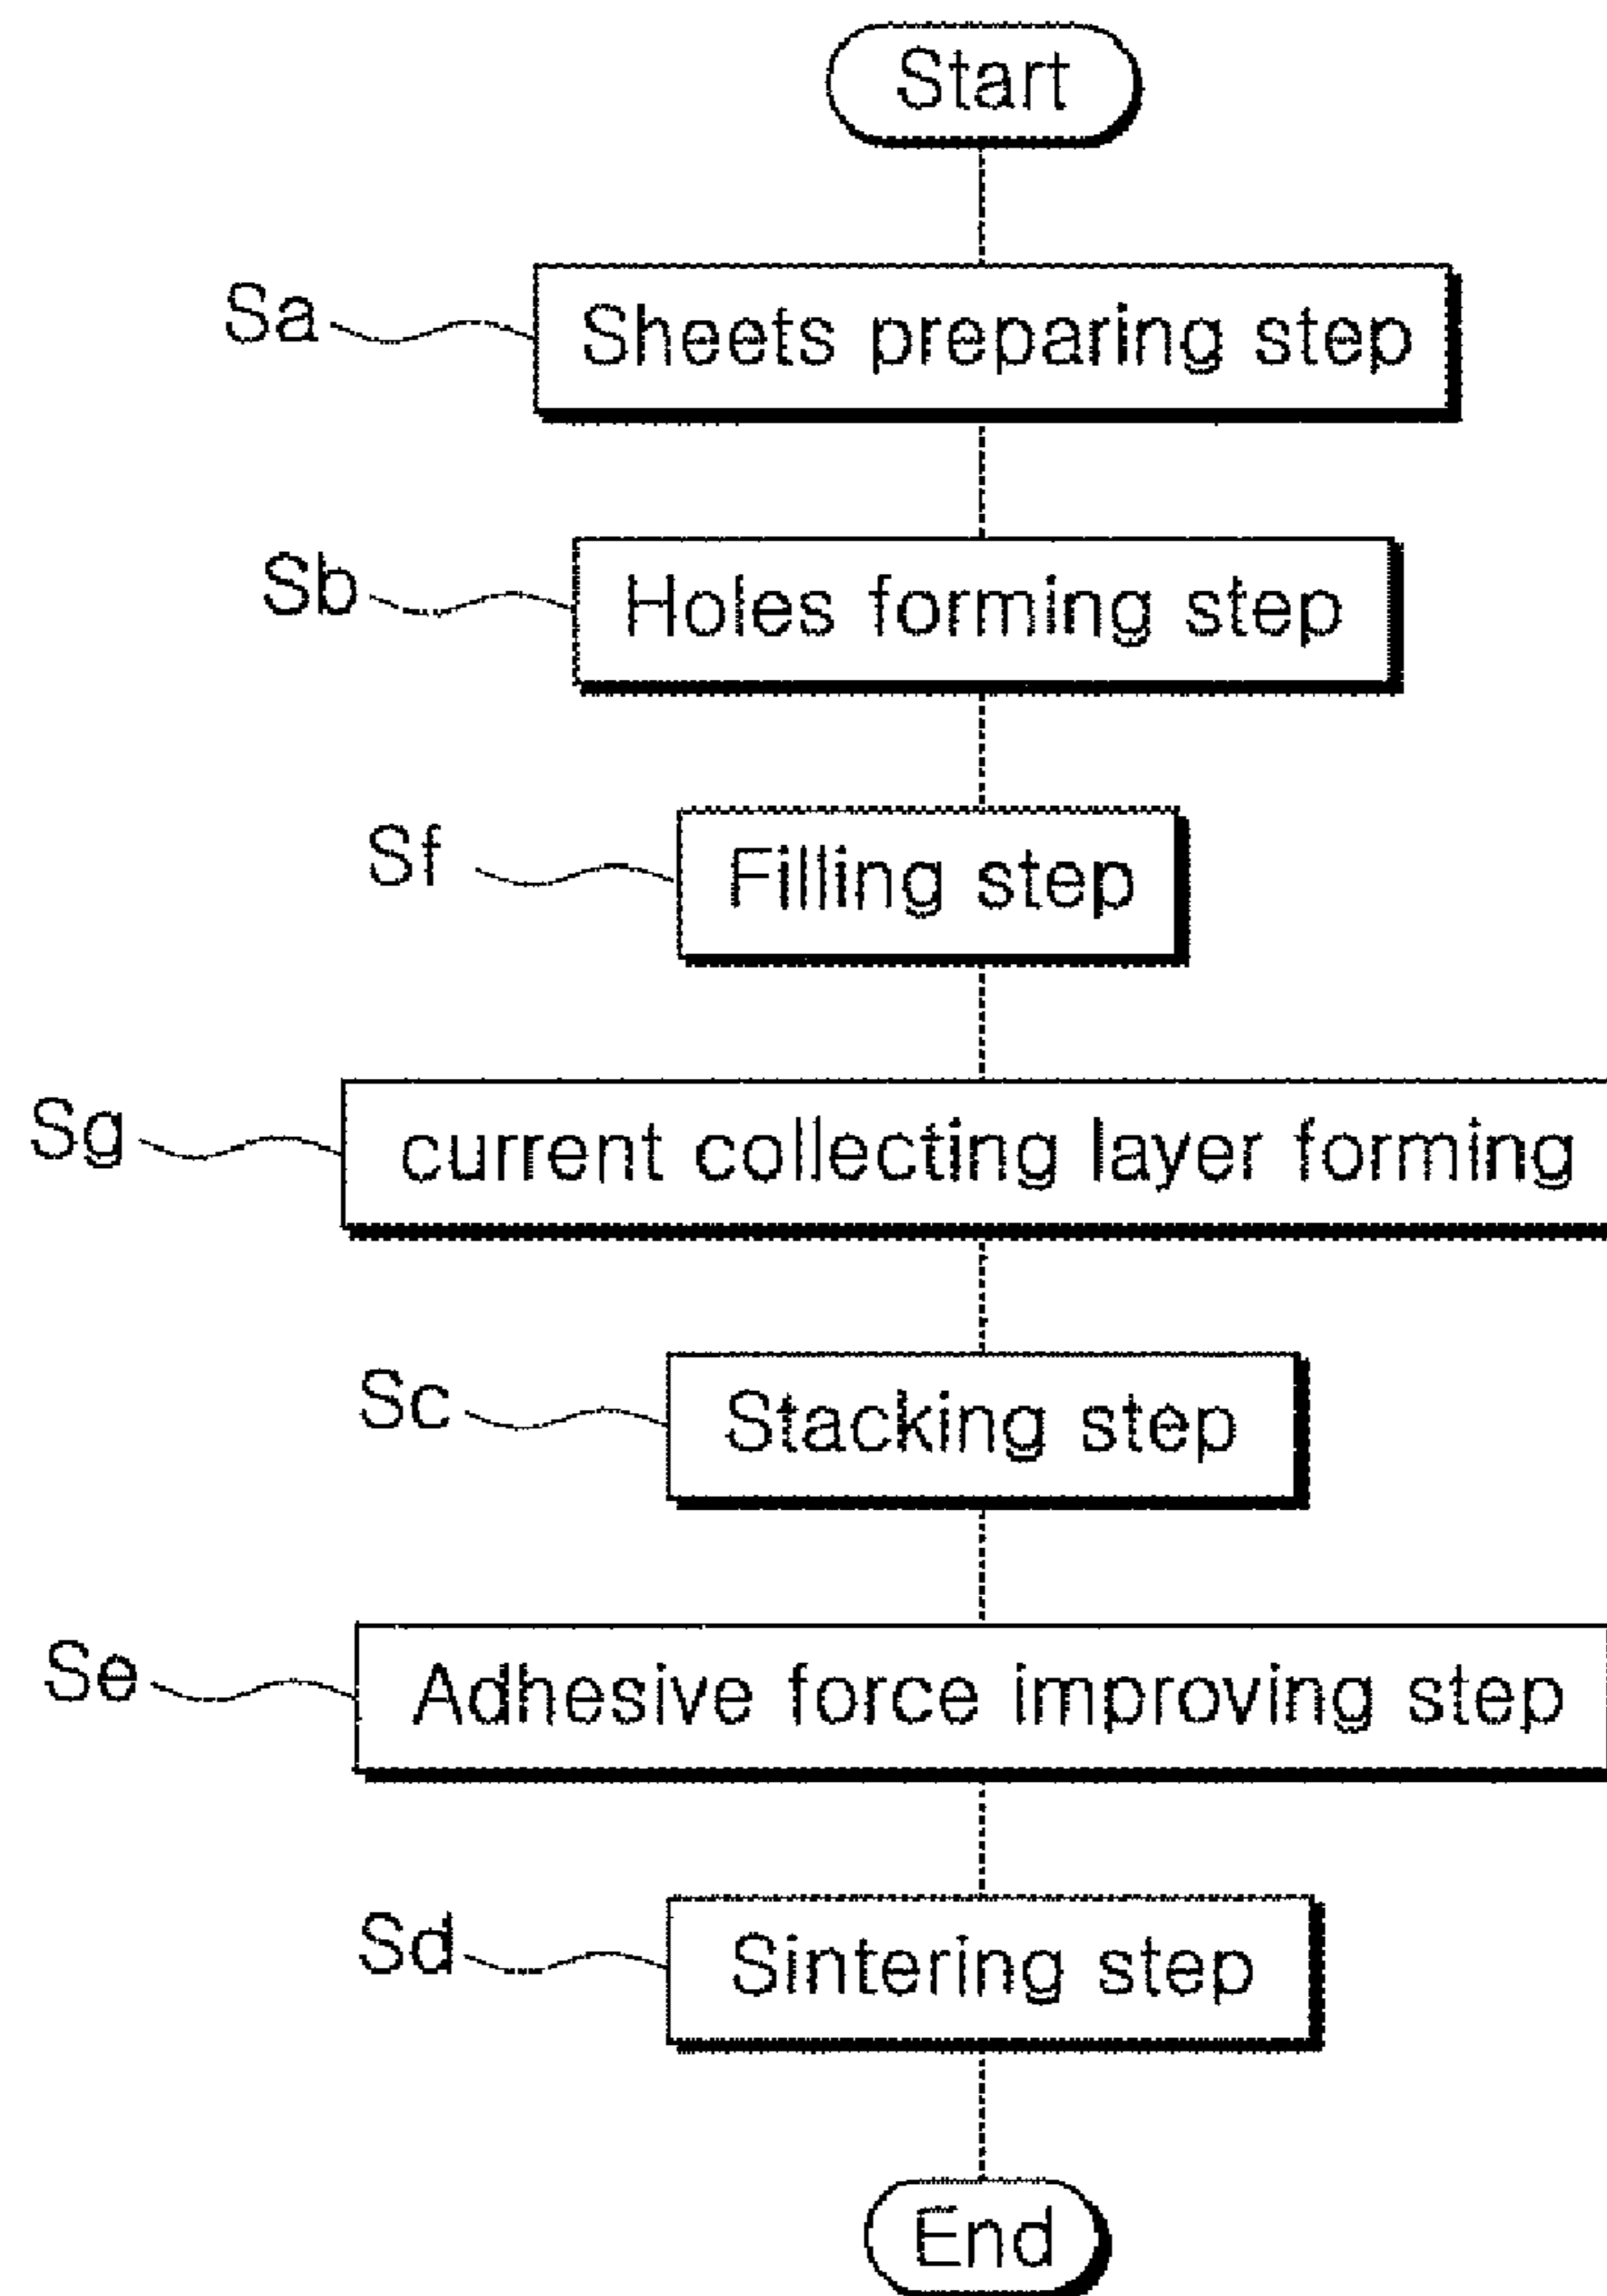 Start
Sa Sheets preparing step
Sb Holes forming step
Sf Filling step
Sg current collecting layer forming
Sc Stacking step
Se Adhesive force improving step
Sd Sintering step
End